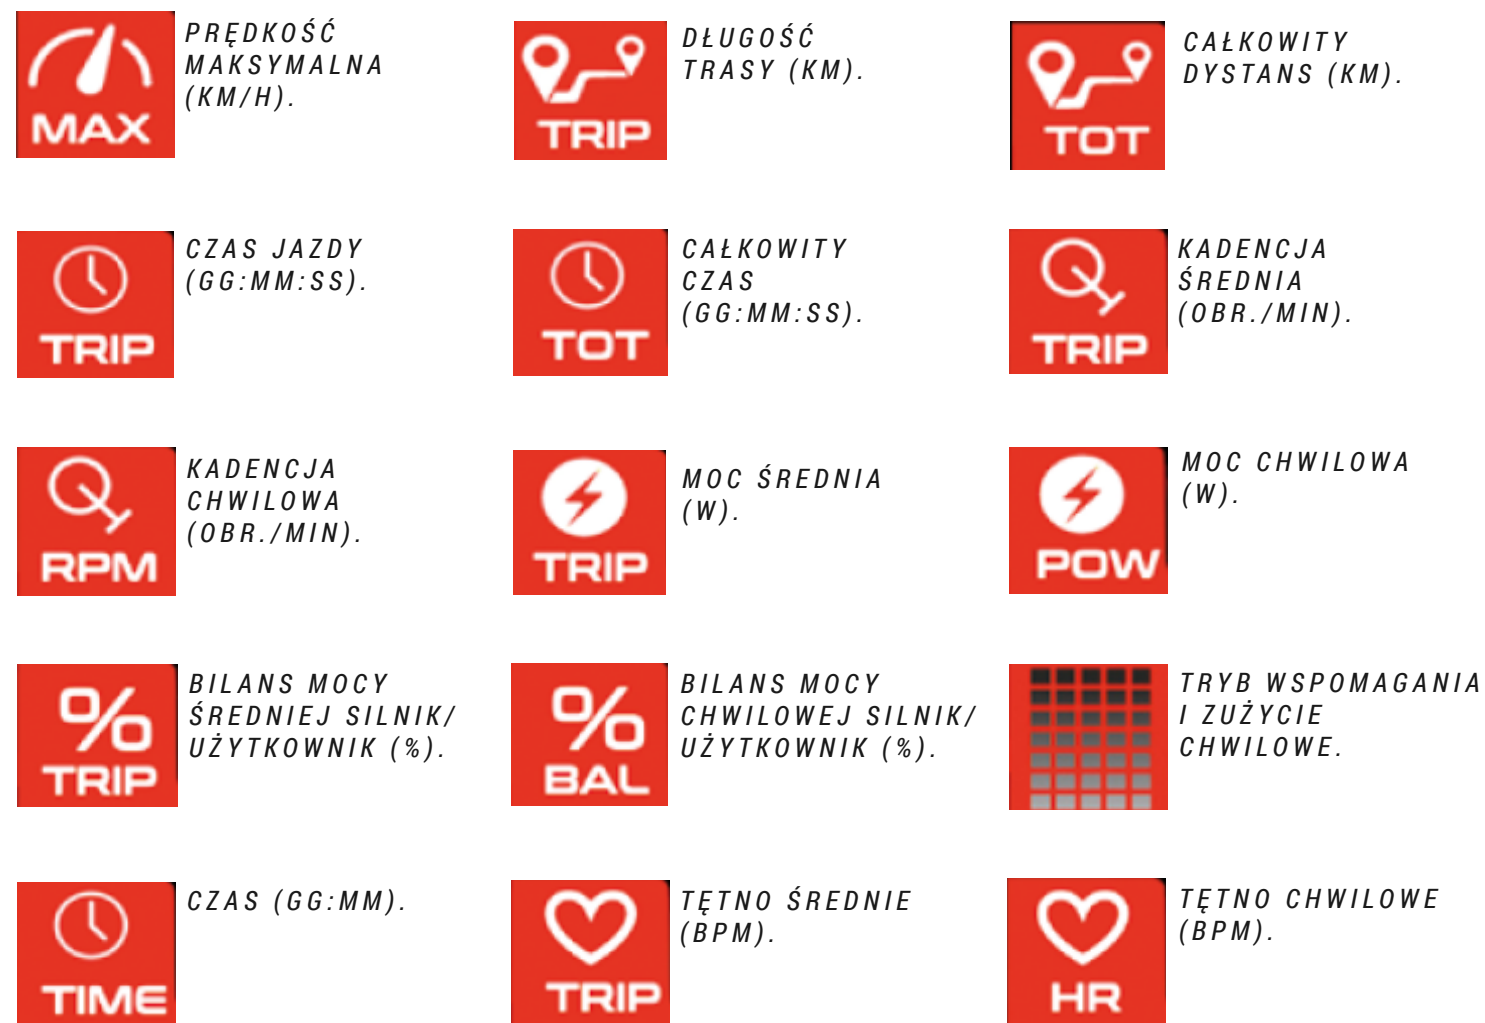 MAX
PRĘDKOŚĆ
MAKSYMALNA
(KM/H).
TRIP
DŁUGOŚĆ
TRASY (KM).
TOT
CAŁKOWITY
DYSTANS (KM).
TRIP
CZAS JAZDY
(GG:MM:SS).
TOT
CAŁKOWITY
CZAS
(GG:MM:SS).
TRIP
KADENCJA
ŚREDNIA
(OBR./MIN).
RPM
KADENCJA
CHWILOWA
(OBR./MIN).
TRIP
MOC ŚREDNIA
(W).
POW
MOC CHWILOWA
(W).
%
TRIP
BILANS MOCY
ŚREDNIEJ SILNIK/
UŻYTKOWNIK (%).
%
BAL
BILANS MOCY
CHWILOWEJ SILNIK/
UŻYTKOWNIK (%).
TRYB WSPOMAGANIA
I ZUŻYCIE
CHWILOWE.
TIME
CZAS (GG:MM).
TRIP
TĘTNO ŚREDNIE
(BPM).
HR
TĘTNO CHWILOWE
(BPM).